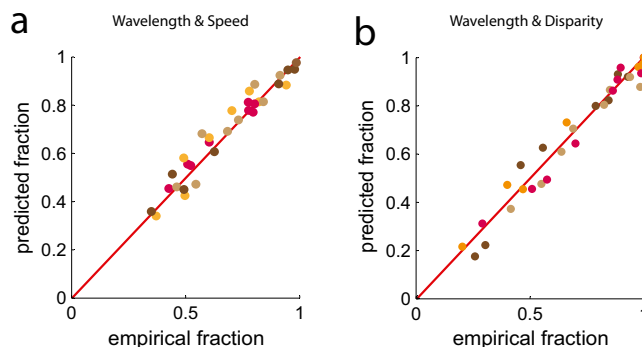 a
Wavelength & Speed
predicted fraction
1
0.8
0.6
0.4
0.2
0
0
0.5
1
empirical fraction
b
Wavelength & Disparity
predicted fraction
1
0.8
0.6
0.4
0.2
0
0
0.5
1
empirical fraction